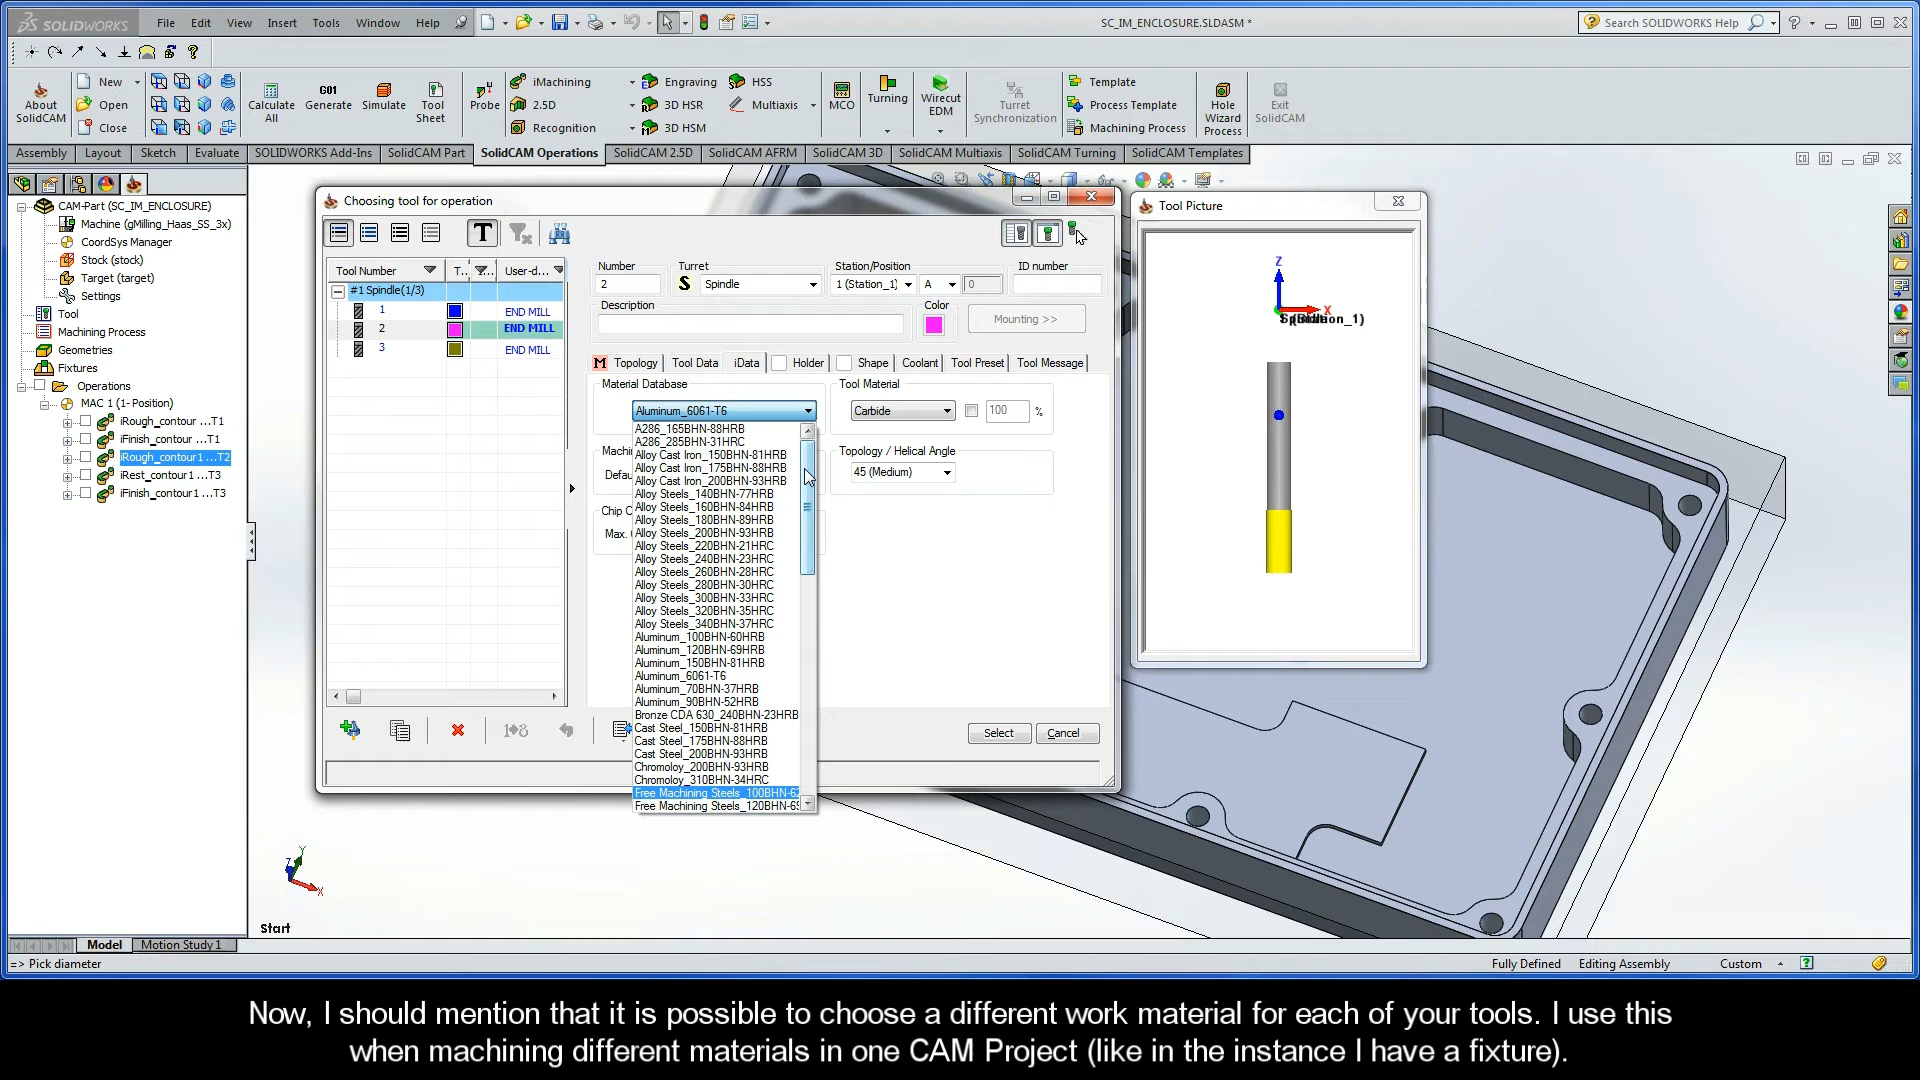 SOLIDWORKS File Edit View Insert Tools Window Help SC_IM_ENCLOSURE.SLDASM * Search SOLIDWORKS Help
About SolidCAM New Open Close Calculate All G01 Generate Simulate Tool Sheet Probe iMachining 2.5D Recognition Engraving 3D HSR 3D HSM HSS Multiaxis MCO Turning Wirecut EDM Turret Synchronization Template Process Template Machining Process Hole Wizard Process Exit SolidCAM
Assembly Layout Sketch Evaluate SOLIDWORKS Add-Ins SolidCAM Part SolidCAM Operations SolidCAM 2.5D SolidCAM AFRM SolidCAM 3D SolidCAM Multiaxis SolidCAM Turning SolidCAM Templates
CAM-Part (SC_IM_ENCLOSURE)
Machine (gMilling_Haas_SS_3x)
CoordSys Manager
Stock (stock)
Target (target)
Settings
Tool
Machining Process
Geometries
Fixtures
Operations
MAC 1 (1- Position)
iRough_contour ...T1
iFinish_contour ...T1
iRough_contour1 ...T2
iRest_contour1 ...T3
iFinish_contour1 ...T3
Choosing tool for operation
Tool Number T.. Y... User-d...
#1 Spindle(1/3)
1 END MILL
2 END MILL
3 END MILL
Number Turret Station/Position ID number
2 S Spindle 1 (Station_1) A 0
Description Color
Mounting >>
M Topology Tool Data iData Holder Shape Coolant Tool Preset Tool Message
Material Database Tool Material
Aluminum_6061-T6 Carbide 100 %
Machi Topology / Helical Angle
Defau 45 (Medium)
Chip C
Max.
A286_165BHN-88HRB
A286_285BHN-31HRC
Alloy Cast Iron_150BHN-81HRB
Alloy Cast Iron_175BHN-88HRB
Alloy Cast Iron_200BHN-93HRB
Alloy Steels_140BHN-77HRB
Alloy Steels_160BHN-84HRB
Alloy Steels_180BHN-89HRB
Alloy Steels_200BHN-93HRB
Alloy Steels_220BHN-21HRC
Alloy Steels_240BHN-23HRC
Alloy Steels_260BHN-28HRC
Alloy Steels_280BHN-30HRC
Alloy Steels_300BHN-33HRC
Alloy Steels_320BHN-35HRC
Alloy Steels_340BHN-37HRC
Aluminum_100BHN-60HRB
Aluminum_120BHN-69HRB
Aluminum_150BHN-81HRB
Aluminum_6061-T6
Aluminum_70BHN-37HRB
Aluminum_90BHN-52HRB
Bronze CDA 630_240BHN-23HRB
Cast Steel_150BHN-81HRB
Cast Steel_175BHN-88HRB
Cast Steel_200BHN-93HRB
Chromoloy_200BHN-93HRB
Chromoloy_310BHN-34HRC
Free Machining Steels_100BHN-62
Free Machining Steels_120BHN-69
Select Cancel
Tool Picture
Z
X
Y
Z
X
Start
Model Motion Study 1
=> Pick diameter Fully Defined Editing Assembly Custom
Now, I should mention that it is possible to choose a different work material for each of your tools. I use this
when machining different materials in one CAM Project (like in the instance I have a fixture).